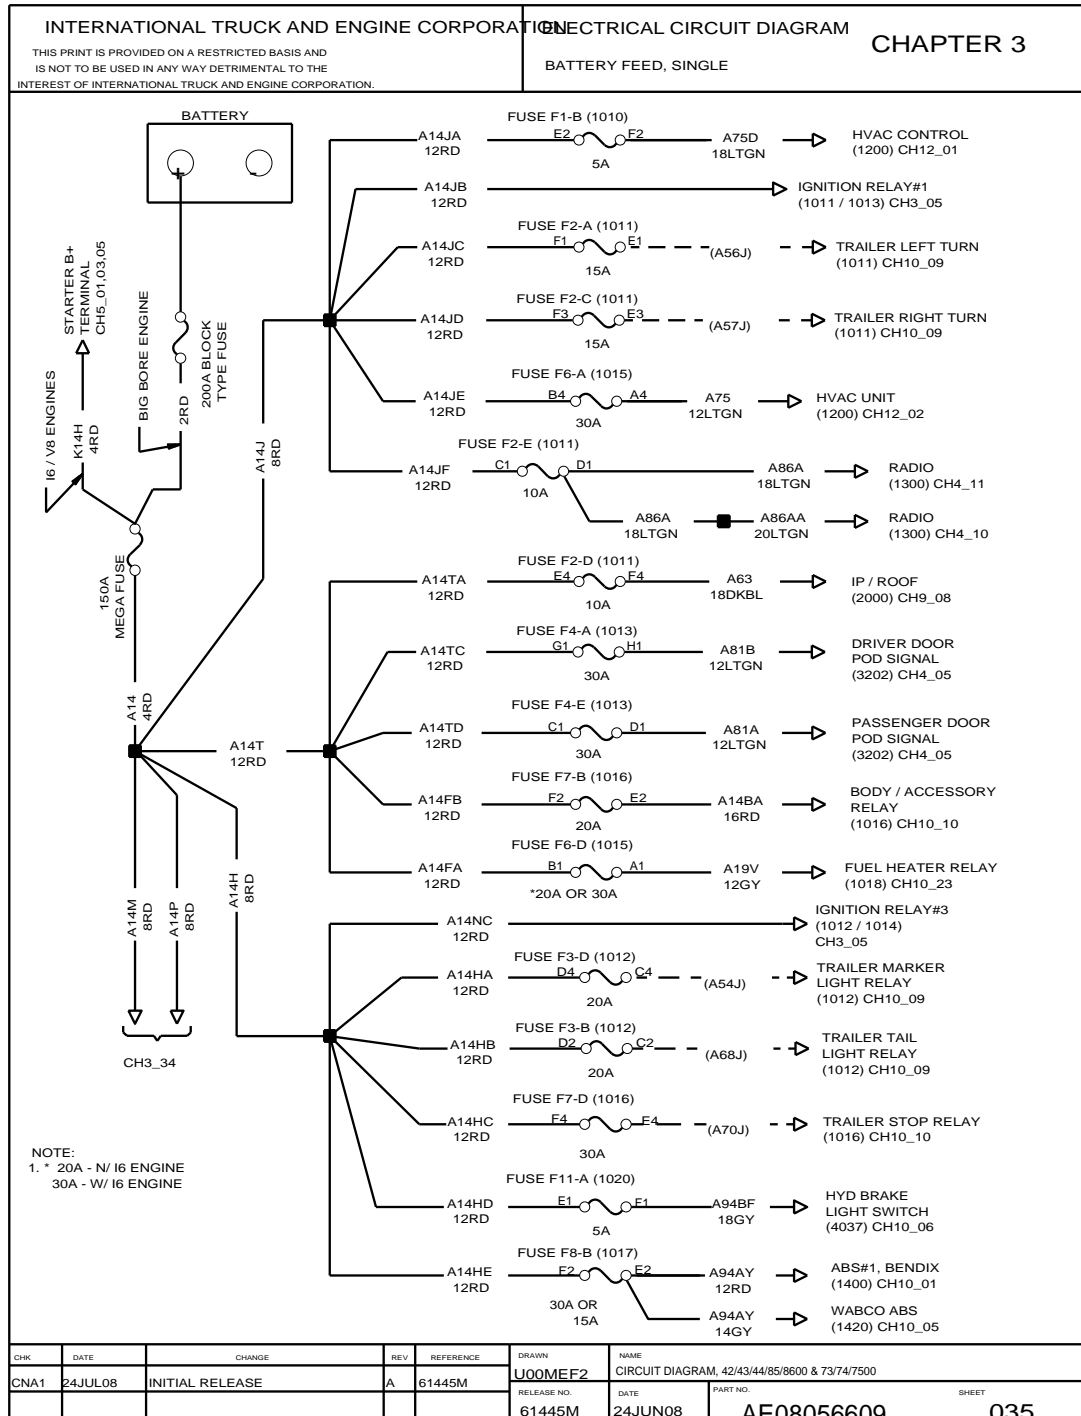 INTERNATIONAL TRUCK AND ENGINE CORPORATION
THIS PRINT IS PROVIDED ON A RESTRICTED BASIS AND
IS NOT TO BE USED IN ANY WAY DETRIMENTAL TO THE
INTEREST OF INTERNATIONAL TRUCK AND ENGINE CORPORATION.
ELECTRICAL CIRCUIT DIAGRAM
BATTERY FEED, SINGLE
CHAPTER 3
BATTERY
+ -
STARTER B+
TERMINAL
CH5_01,03,05
I6 / V8 ENGINES
K14H
4RD
BIG BORE ENGINE
2RD
200A BLOCK
TYPE FUSE
150A
MEGA FUSE
A14
4RD
A14J
8RD
A14T
12RD
A14H
8RD
A14M
8RD
A14P
8RD
CH3_34
FUSE F1-B (1010)
A14JA
12RD
E2 F2
5A
A75D
18LTGN
HVAC CONTROL
(1200) CH12_01
A14JB
12RD
IGNITION RELAY#1
(1011 / 1013) CH3_05
FUSE F2-A (1011)
A14JC
12RD
F1 E1
15A
(A56J)
TRAILER LEFT TURN
(1011) CH10_09
FUSE F2-C (1011)
A14JD
12RD
F3 E3
15A
(A57J)
TRAILER RIGHT TURN
(1011) CH10_09
FUSE F6-A (1015)
A14JE
12RD
B4 A4
30A
A75
12LTGN
HVAC UNIT
(1200) CH12_02
FUSE F2-E (1011)
A14JF
12RD
C1 D1
10A
A86A
18LTGN
RADIO
(1300) CH4_11
A86A
18LTGN
A86AA
20LTGN
RADIO
(1300) CH4_10
FUSE F2-D (1011)
A14TA
12RD
E4 F4
10A
A63
18DKBL
IP / ROOF
(2000) CH9_08
FUSE F4-A (1013)
A14TC
12RD
G1 H1
30A
A81B
12LTGN
DRIVER DOOR
POD SIGNAL
(3202) CH4_05
FUSE F4-E (1013)
A14TD
12RD
C1 D1
30A
A81A
12LTGN
PASSENGER DOOR
POD SIGNAL
(3202) CH4_05
FUSE F7-B (1016)
A14FB
12RD
F2 E2
20A
A14BA
16RD
BODY / ACCESSORY
RELAY
(1016) CH10_10
FUSE F6-D (1015)
A14FA
12RD
B1 A1
*20A OR 30A
A19V
12GY
FUEL HEATER RELAY
(1018) CH10_23
A14NC
12RD
IGNITION RELAY#3
(1012 / 1014)
CH3_05
FUSE F3-D (1012)
A14HA
12RD
D4 C4
20A
(A54J)
TRAILER MARKER
LIGHT RELAY
(1012) CH10_09
FUSE F3-B (1012)
A14HB
12RD
D2 C2
20A
(A68J)
TRAILER TAIL
LIGHT RELAY
(1012) CH10_09
FUSE F7-D (1016)
A14HC
12RD
F4 E4
30A
(A70J)
TRAILER STOP RELAY
(1016) CH10_10
FUSE F11-A (1020)
A14HD
12RD
E1 F1
5A
A94BF
18GY
HYD BRAKE
LIGHT SWITCH
(4037) CH10_06
FUSE F8-B (1017)
A14HE
12RD
F2 E2
30A OR
15A
A94AY
12RD
ABS#1, BENDIX
(1400) CH10_01
A94AY
14GY
WABCO ABS
(1420) CH10_05
NOTE:
1. * 20A - N/ I6 ENGINE
30A - W/ I6 ENGINE
CHK DATE CHANGE REV REFERENCE
CNA1 24JUL08 INITIAL RELEASE A 61445M
DRAWN
U00MEF2
NAME
CIRCUIT DIAGRAM, 42/43/44/85/8600 & 73/74/7500
RELEASE NO.
61445M
DATE
24JUN08
PART NO.
AE08056609
SHEET
035